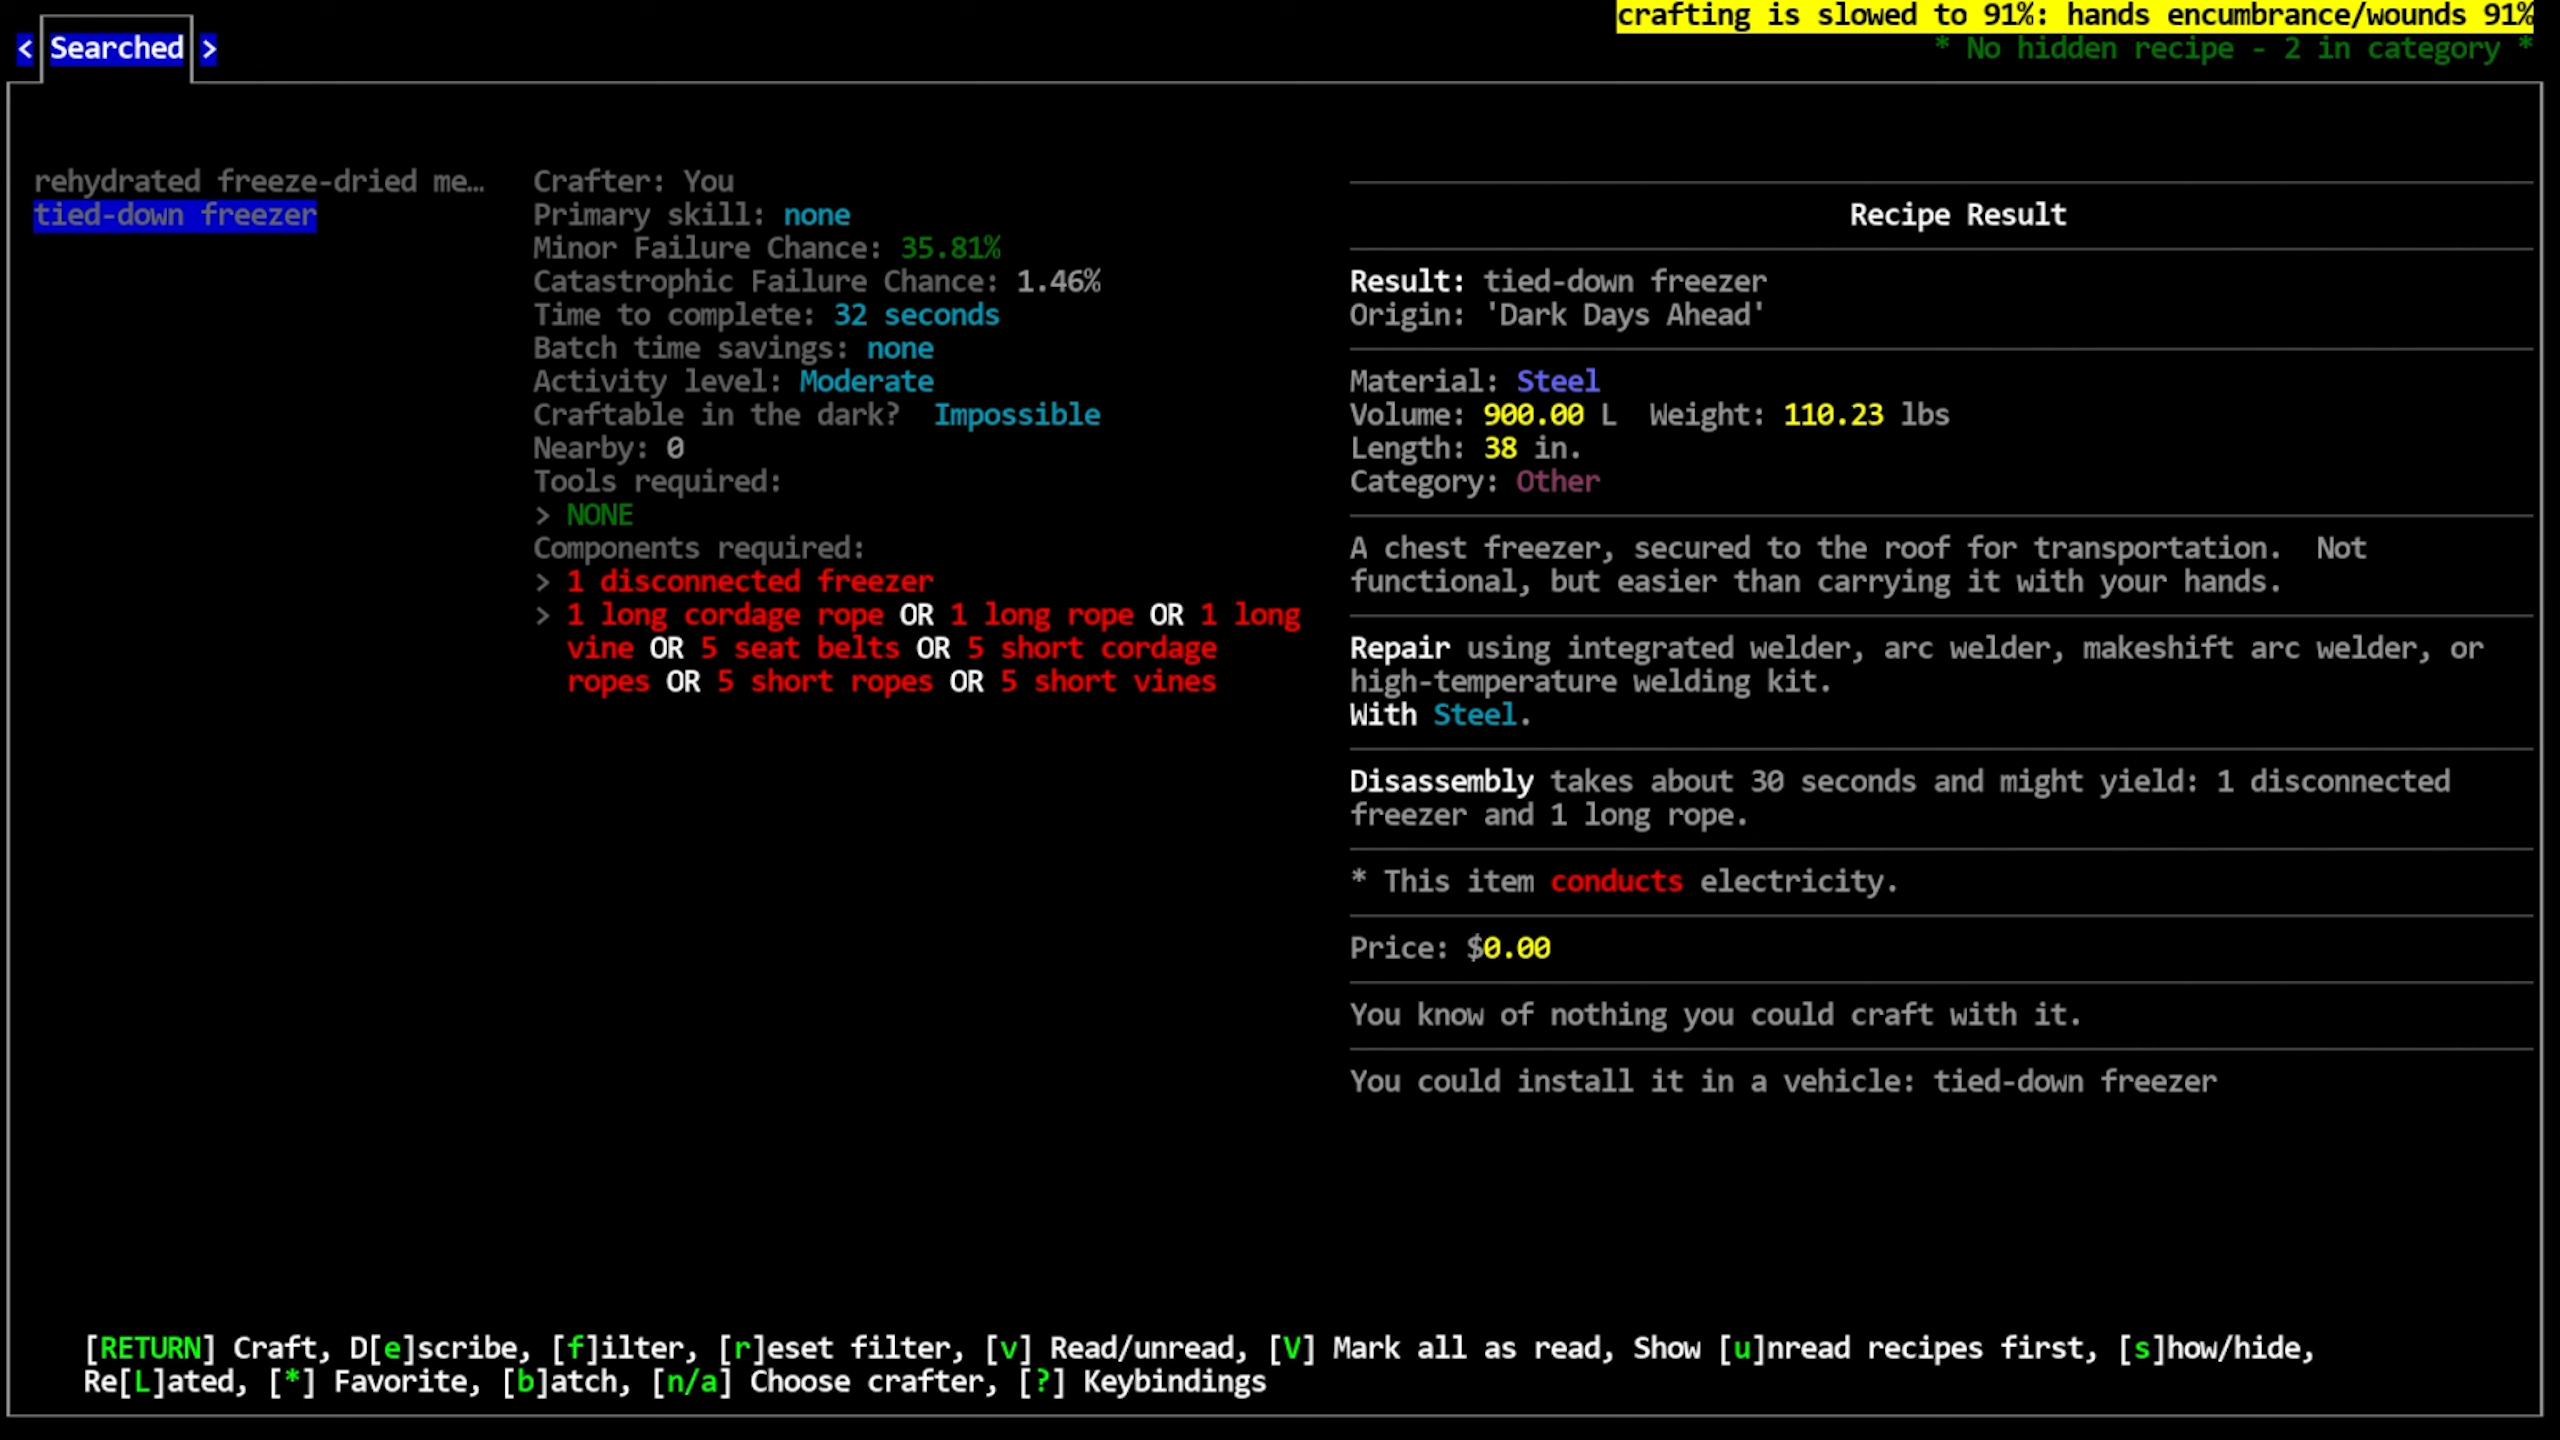 crafting is slowed to 91%: hands encumbrance/wounds 91%
< Searched >
* No hidden recipe - 2 in category *
rehydrated freeze-dried me…
tied-down freezer
Crafter: You
Primary skill: none
Minor Failure Chance: 35.81%
Catastrophic Failure Chance: 1.46%
Time to complete: 32 seconds
Batch time savings: none
Activity level: Moderate
Craftable in the dark?  Impossible
Nearby: 0
Tools required:
> NONE
Components required:
> 1 disconnected freezer
> 1 long cordage rope OR 1 long rope OR 1 long
vine OR 5 seat belts OR 5 short cordage
ropes OR 5 short ropes OR 5 short vines
Recipe Result
Result: tied-down freezer
Origin: 'Dark Days Ahead'
Material: Steel
Volume: 900.00 L  Weight: 110.23 lbs
Length: 38 in.
Category: Other
A chest freezer, secured to the roof for transportation.  Not
functional, but easier than carrying it with your hands.
Repair using integrated welder, arc welder, makeshift arc welder, or
high-temperature welding kit.
With Steel.
Disassembly takes about 30 seconds and might yield: 1 disconnected
freezer and 1 long rope.
* This item conducts electricity.
Price: $0.00
You know of nothing you could craft with it.
You could install it in a vehicle: tied-down freezer
[RETURN] Craft, D[e]scribe, [f]ilter, [r]eset filter, [v] Read/unread, [V] Mark all as read, Show [u]nread recipes first, [s]how/hide,
Re[L]ated, [*] Favorite, [b]atch, [n/a] Choose crafter, [?] Keybindings